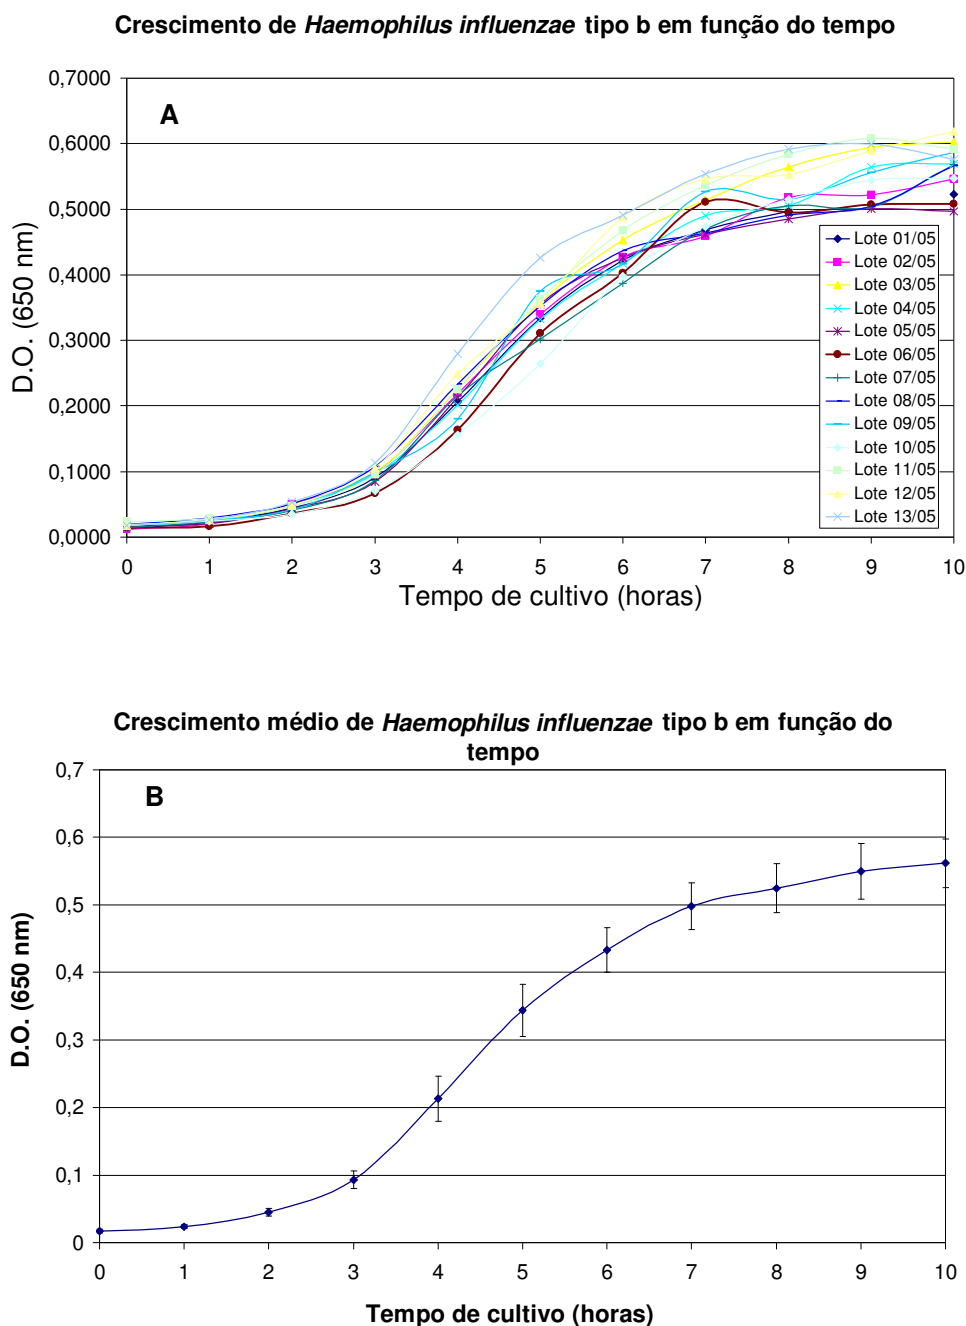 Crescimento de Haemophilus influenzae tipo b em função do tempo
A
0,7000
0,6000
0,5000
0,4000
0,3000
0,2000
0,1000
0,0000
D.O. (650 nm)
Lote 01/05
Lote 02/05
Lote 03/05
Lote 04/05
Lote 05/05
Lote 06/05
Lote 07/05
Lote 08/05
Lote 09/05
Lote 10/05
Lote 11/05
Lote 12/05
Lote 13/05
0 1 2 3 4 5 6 7 8 9 10
Tempo de cultivo (horas)
Crescimento médio de Haemophilus influenzae tipo b em função do
tempo
B
0,7
0,6
0,5
0,4
0,3
0,2
0,1
0
D.O. (650 nm)
0 1 2 3 4 5 6 7 8 9 10
Tempo de cultivo (horas)